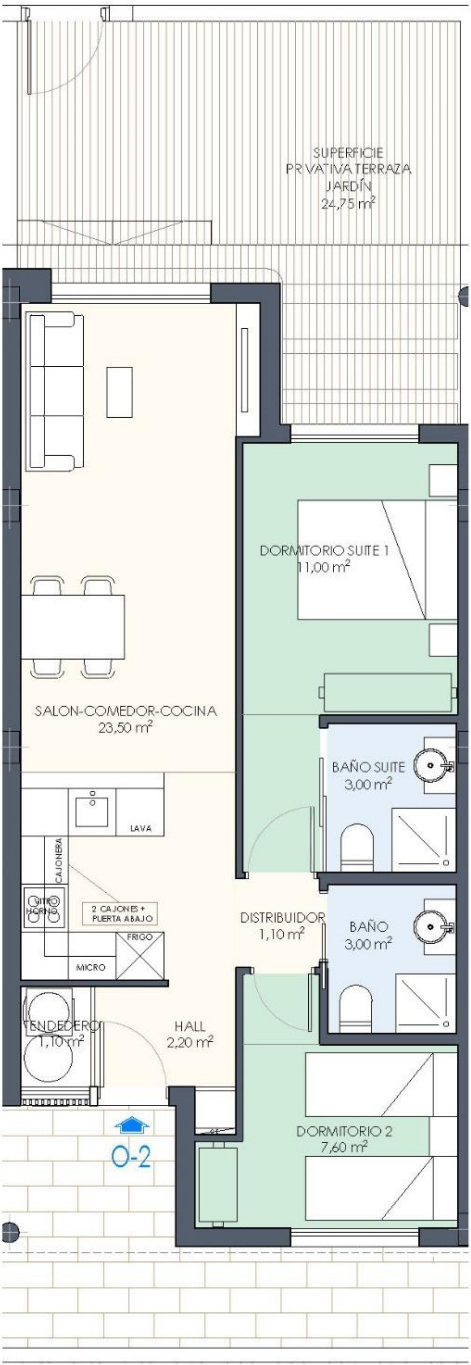 SUPERFICIE
PRIVATIVA TERRAZA
JARDÍN
24,75 m²
DORMITORIO SUITE 1
11,00 m²
SALON-COMEDOR-COCINA
23,50 m²
BAÑO SUITE
3,00 m²
LAVA
CAJONERA
VITRO
HORNO
2 CAJONES +
PUERTA ABAJO
FRIGO
MICRO
DISTRIBUIDOR
1,10 m²
BAÑO
3,00 m²
TENDEDERO
1,10 m²
HALL
2,20 m²
O-2
DORMITORIO 2
7,60 m²